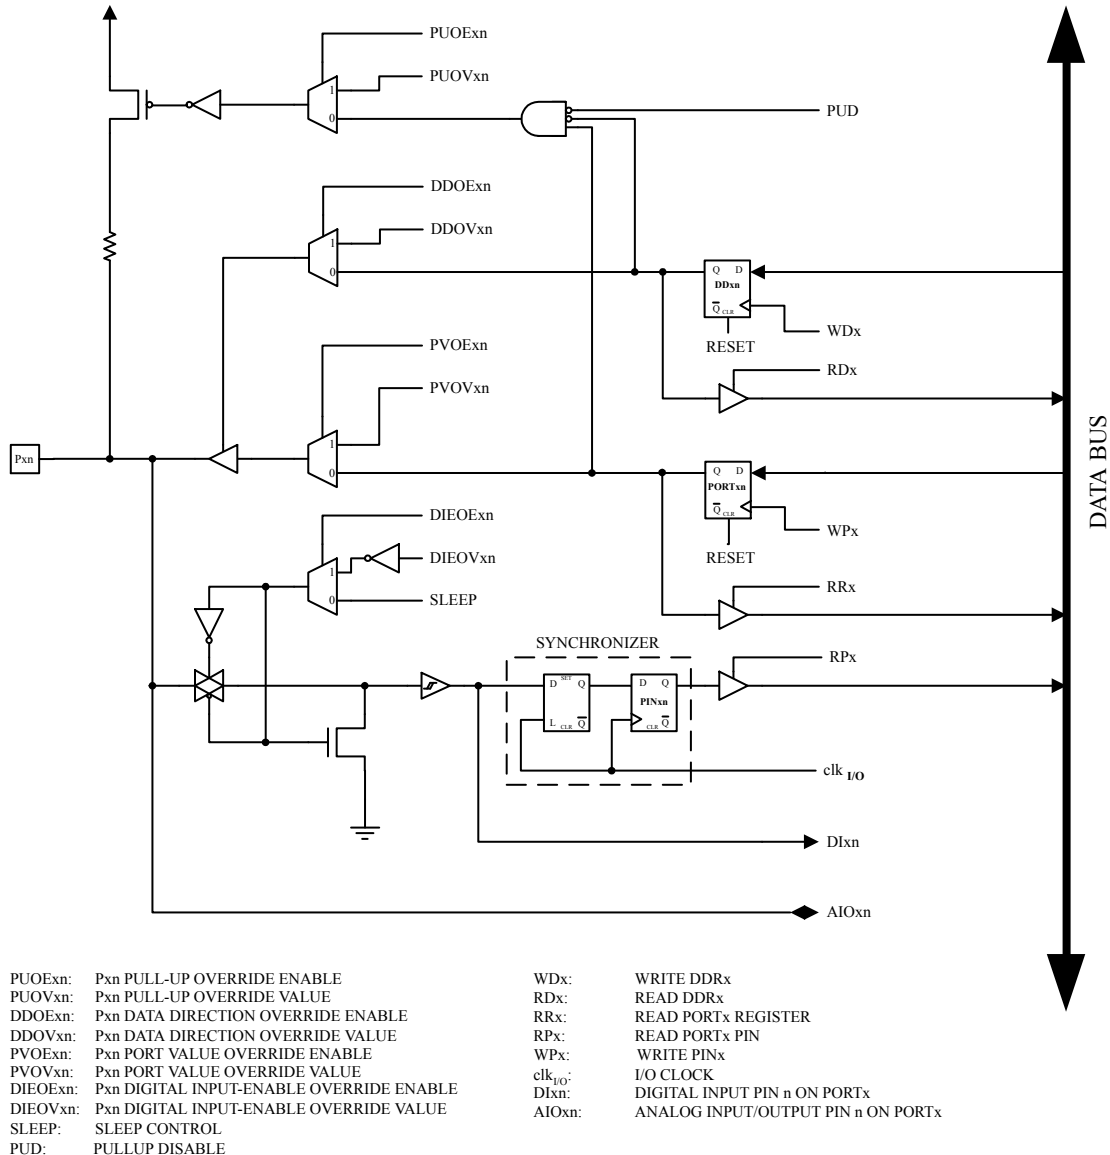 PUOExn
PUOVxn
1
0
PUD
DDOExn
DDOVxn
1
0
Q D
DDxn
Q CLR
WDx
RESET
RDx
PVOExn
PVOVxn
1
0
Pxn
Q D
PORTxn
Q CLR
WPx
RESET
RRx
DATA BUS
DIEOExn
DIEOVxn
1
0
SLEEP
SYNCHRONIZER
RPx
D SET Q
L CLR Q
D Q
PINxn
CLR Q
clk I/O
DIxn
AIOxn
PUOExn: Pxn PULL-UP OVERRIDE ENABLE
PUOVxn: Pxn PULL-UP OVERRIDE VALUE
DDOExn: Pxn DATA DIRECTION OVERRIDE ENABLE
DDOVxn: Pxn DATA DIRECTION OVERRIDE VALUE
PVOExn: Pxn PORT VALUE OVERRIDE ENABLE
PVOVxn: Pxn PORT VALUE OVERRIDE VALUE
DIEOExn: Pxn DIGITAL INPUT-ENABLE OVERRIDE ENABLE
DIEOVxn: Pxn DIGITAL INPUT-ENABLE OVERRIDE VALUE
SLEEP: SLEEP CONTROL
PUD: PULLUP DISABLE
WDx: WRITE DDRx
RDx: READ DDRx
RRx: READ PORTx REGISTER
RPx: READ PORTx PIN
WPx: WRITE PINx
clkI/O: I/O CLOCK
DIxn: DIGITAL INPUT PIN n ON PORTx
AIOxn: ANALOG INPUT/OUTPUT PIN n ON PORTx